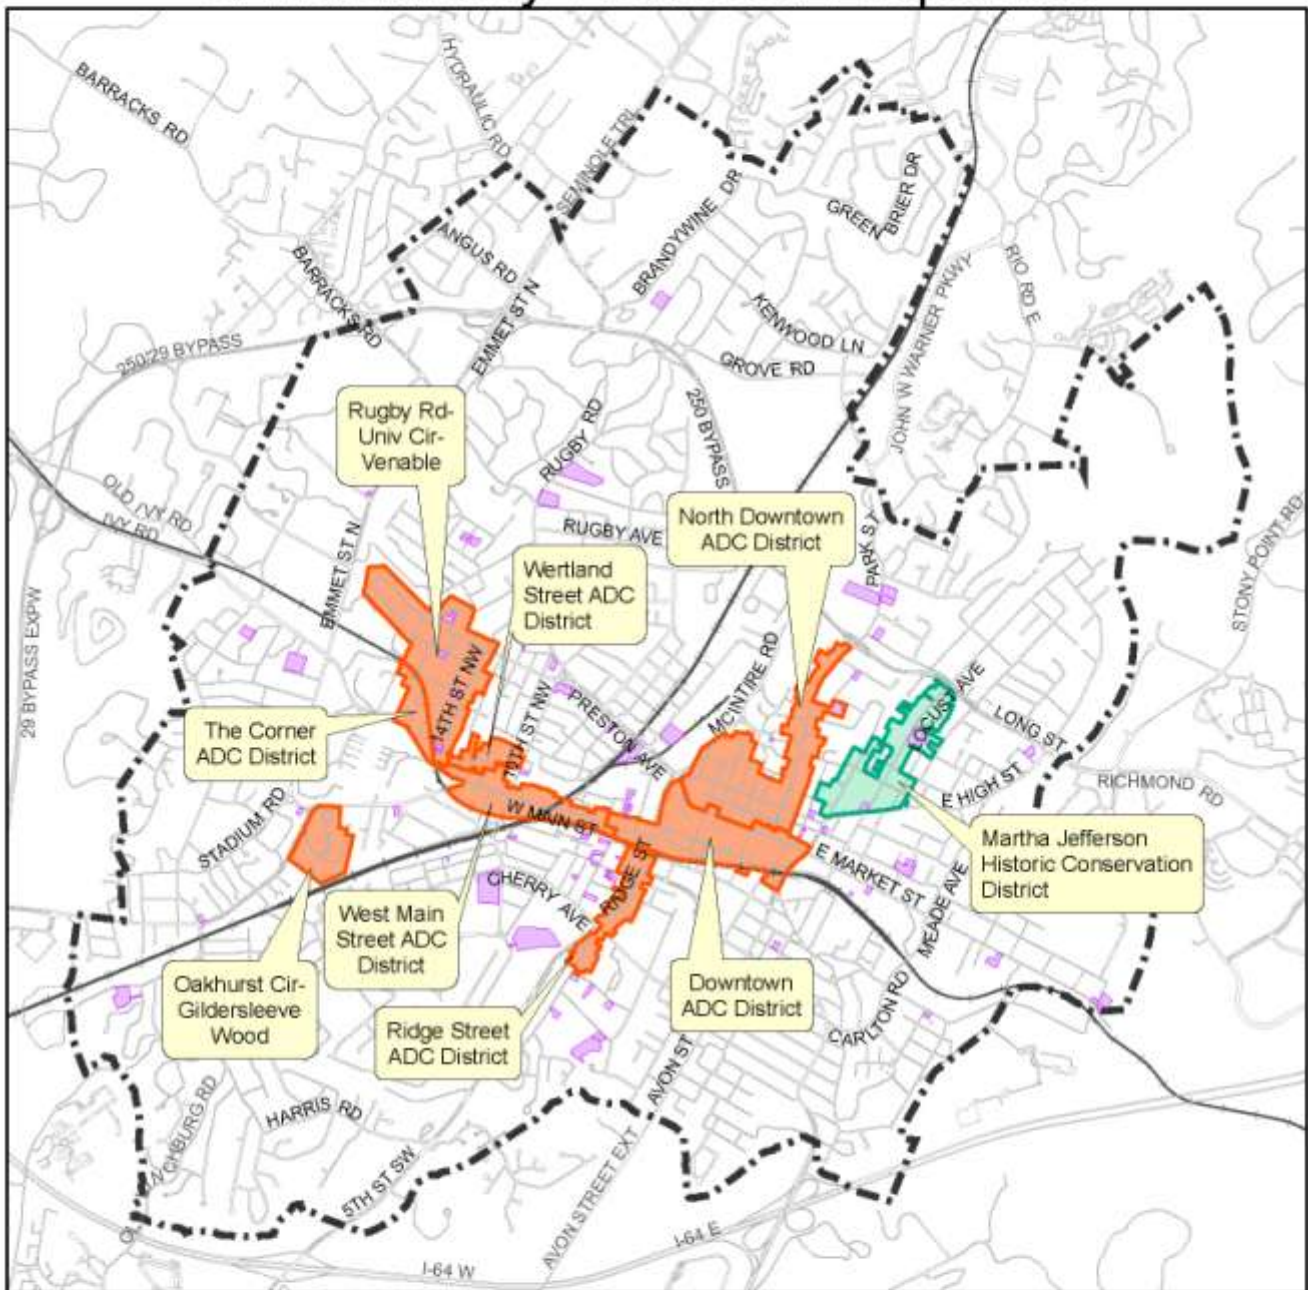 HYDRAULIC RD
BARRACKS RD
SEMINOLE TRL
GREEN
BRIER DR
BRANDYWINE DR
ANGUS RD
BARRACKS RD
RIO RD E
JOHN W WARNER PKWY
EMMET ST N
KENWOOD LN
250/29 BYPASS
GROVE RD
Rugby Rd-
Univ Cir-
Venable
RUGBY RD
250 BYPASS
OLD IVY RD
IVY RD
RUGBY AVE
North Downtown
ADC District
PARK ST
STONY POINT RD
EMMET ST N
Wertland
Street ADC
District
29 BYPASS EXPW
MCINTIRE RD
14TH ST NW
10TH ST NW
PRESTON AVE
LOCUST AVE
LONG ST
The Corner
ADC District
E HIGH ST
RICHMOND RD
STADIUM RD
W MAIN ST
Martha Jefferson
Historic Conservation
District
E MARKET ST
MEADE AVE
CHERRY AVE
RIDGE ST
West Main
Street ADC
District
Oakhurst Cir-
Gildersleeve
Wood
Downtown
ADC District
CARLTON RD
Ridge Street
ADC District
AVON ST
HARRIS RD
5TH ST SW
AVON STREET EXT
I-64 E
I-64 W